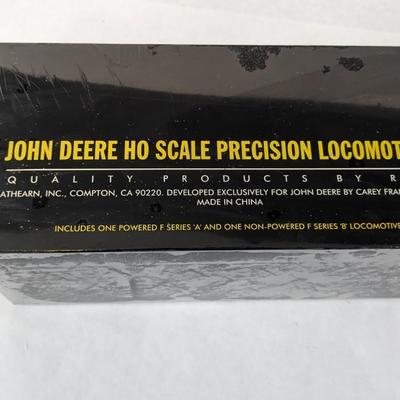 JOHN DEERE HO SCALE PRECISION LOCOMOT
QUALITY PRODUCTS BY R
ATHEARN, INC., COMPTON, CA 90220. DEVELOPED EXCLUSIVELY FOR JOHN DEERE BY CAREY FRAN
MADE IN CHINA
INCLUDES ONE POWERED F SERIES 'A' AND ONE NON-POWERED F SERIES 'B' LOCOMOTIVE